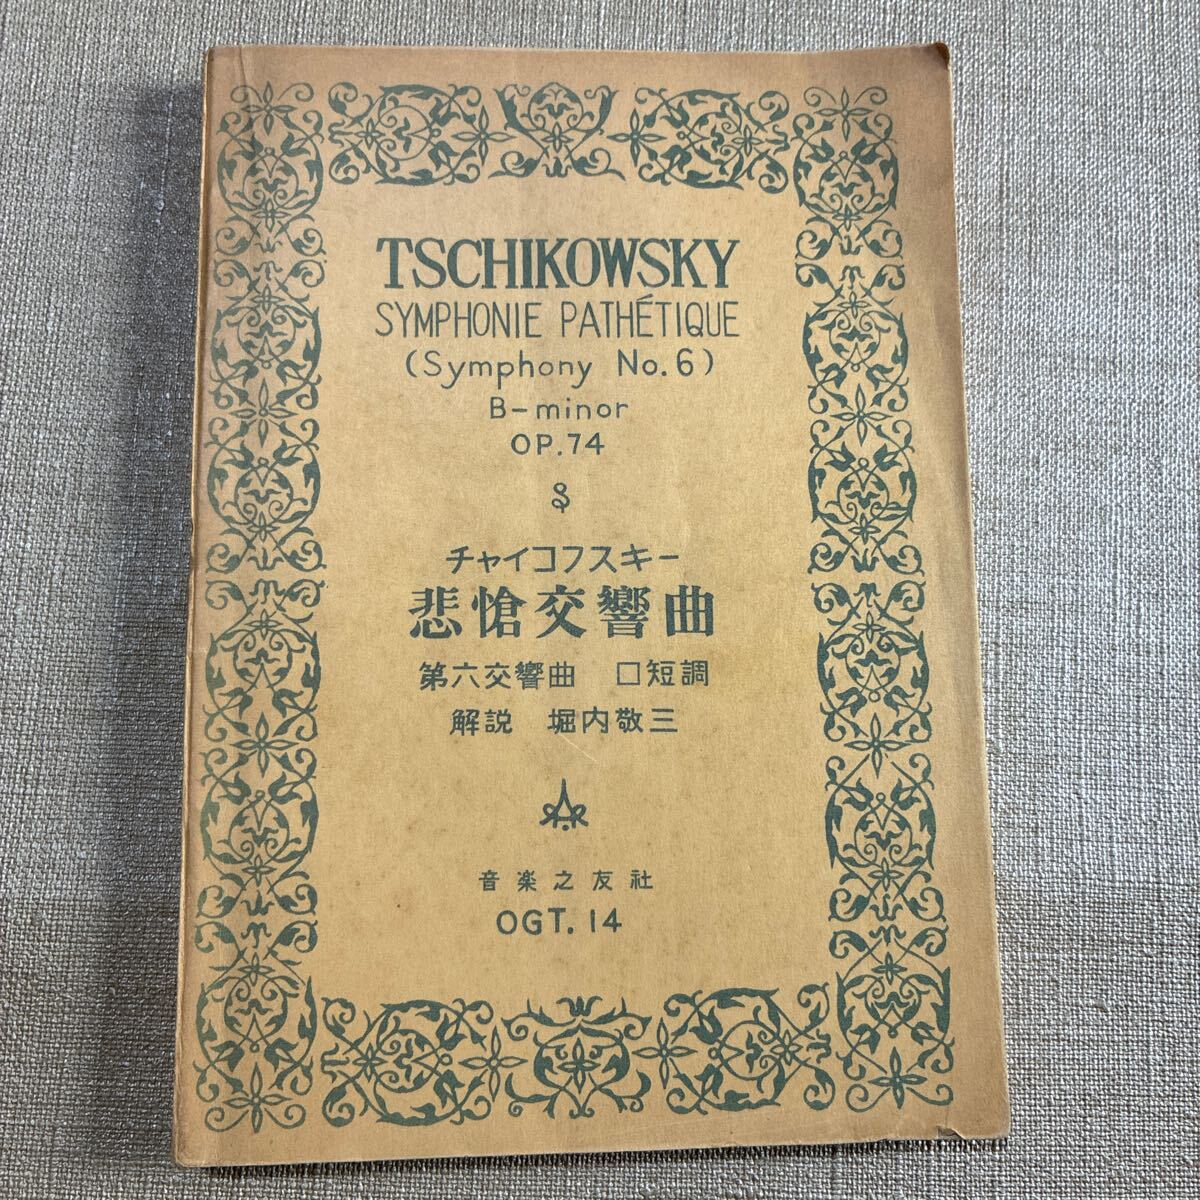 TSCHIKOWSKY
SYMPHONIE PATHÉTIQUE
(Symphony No.6)
B-minor
OP.74
チャイコフスキー
悲愴交響曲
第六交響曲 ロ短調
解説 堀内敬三
音楽之友社
OGT. 14